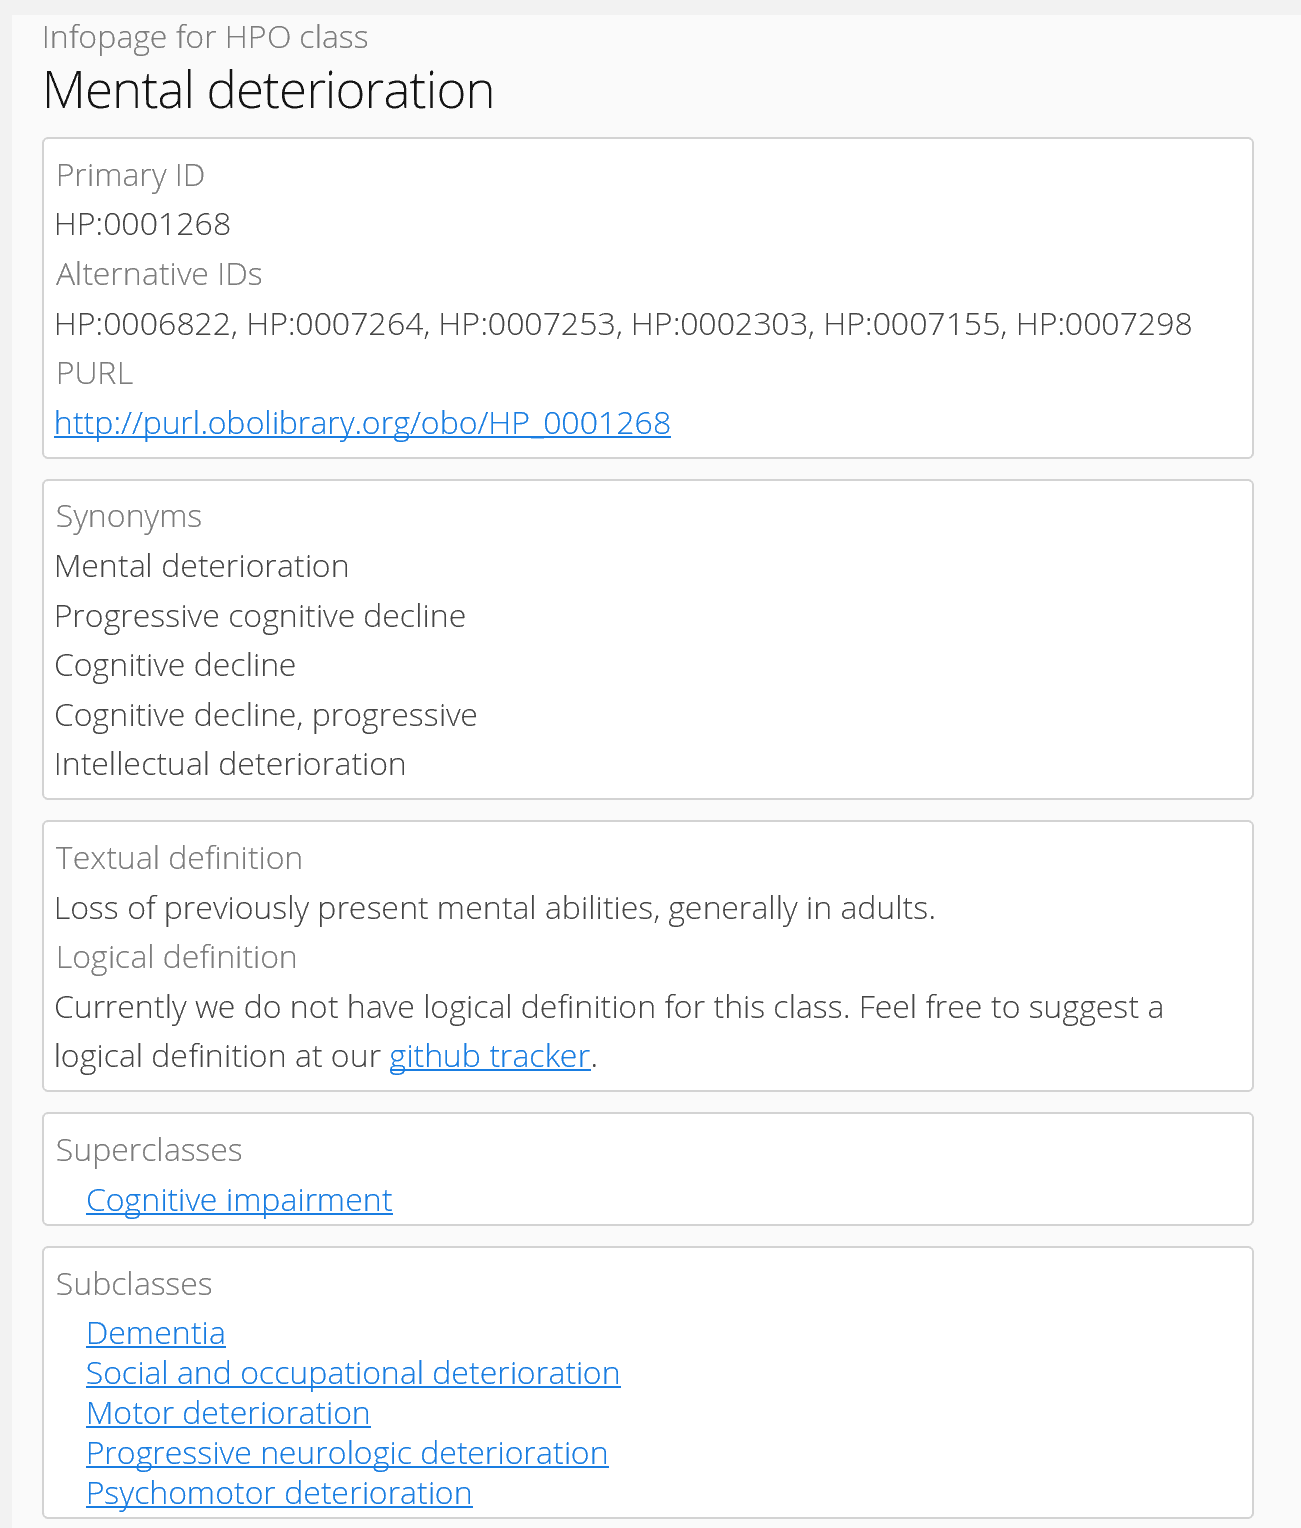 Infopage for HPO class
Mental deterioration
Primary ID
HP:0001268
Alternative IDs
HP:0006822, HP:0007264, HP:0007253, HP:0002303, HP:0007155, HP:0007298
PURL
http://purl.obolibrary.org/obo/HP_0001268
Synonyms
Mental deterioration
Progressive cognitive decline
Cognitive decline
Cognitive decline, progressive
Intellectual deterioration
Textual definition
Loss of previously present mental abilities, generally in adults.
Logical definition
Currently we do not have logical definition for this class. Feel free to suggest a
logical definition at our github tracker.
Superclasses
Cognitive impairment
Subclasses
Dementia
Social and occupational deterioration
Motor deterioration
Progressive neurologic deterioration
Psychomotor deterioration